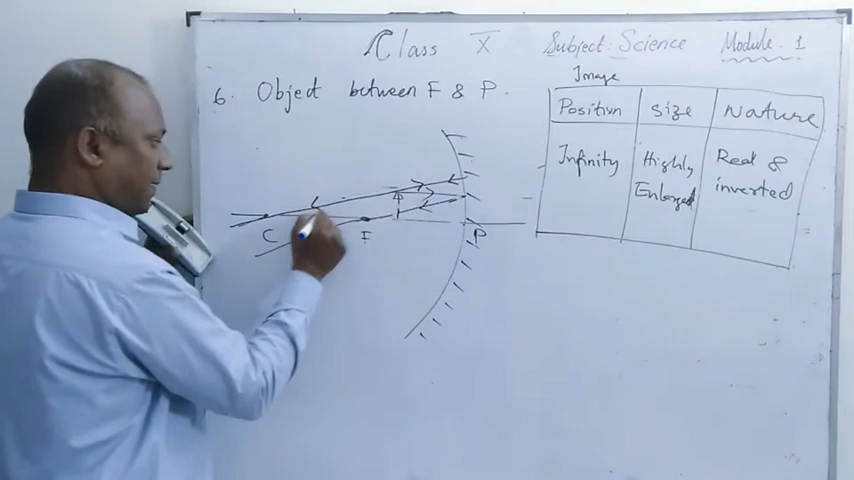 Class X Subject: Science Module-1
6. Object between F & P.
Image
Position Size Nature
Infinity Highly Enlarged Real & inverted
C F P